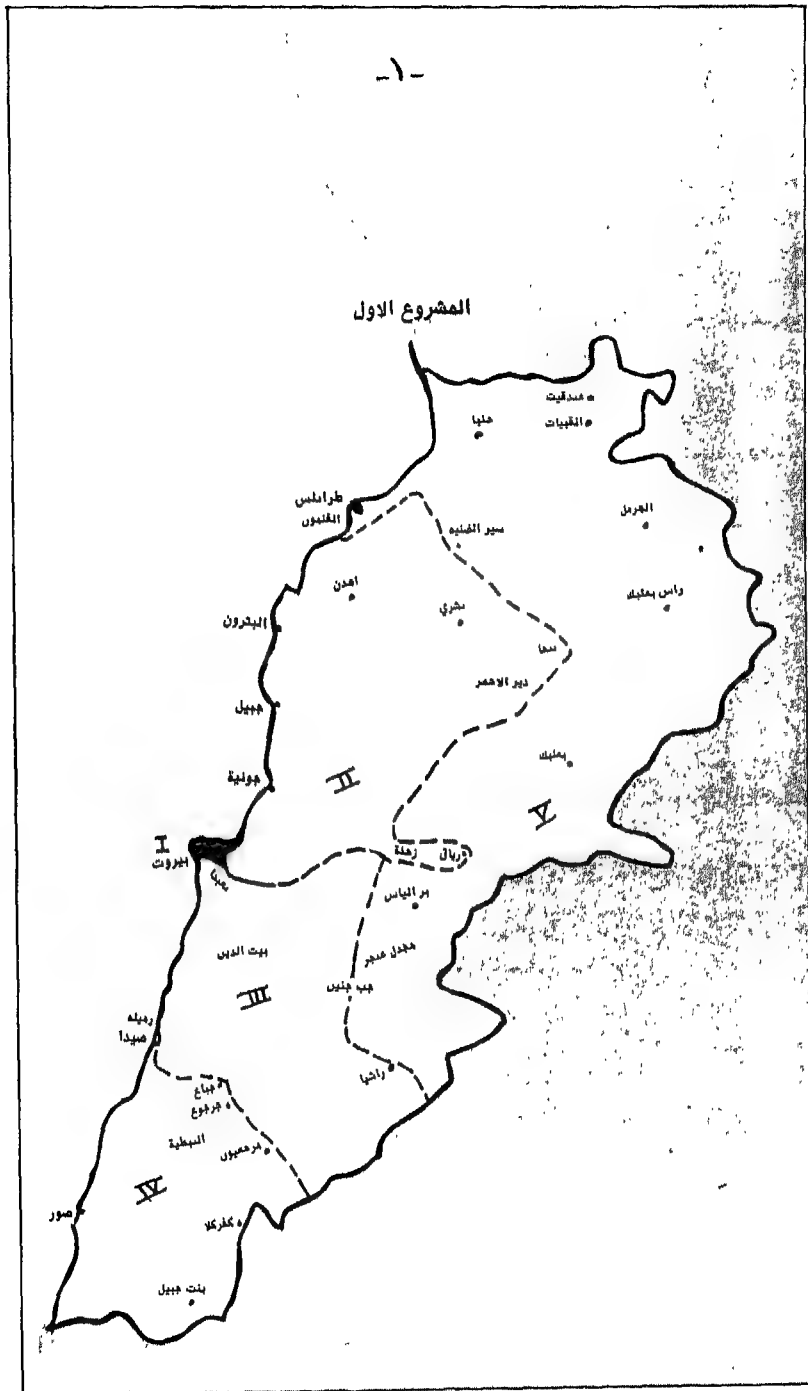 -١-
المشروع الاول
عندقيت
القبيات
حلبا
طرابلس
القلمون
الهرمل
سير الضنيه
اهدن
بشري
راس بعلبك
البترون
دير الاحمر
جبيل
بعلبك
جونية
II
V
I
بيروت
بعبدا
زحلة
رياق
بر الياس
بيت الدين
مجدل عنجر
جب جنين
III
رميله
صيدا
راشيا
جباع
جرجوع
النبطية
مرجعيون
IV
صور
كفركلا
بنت جبيل